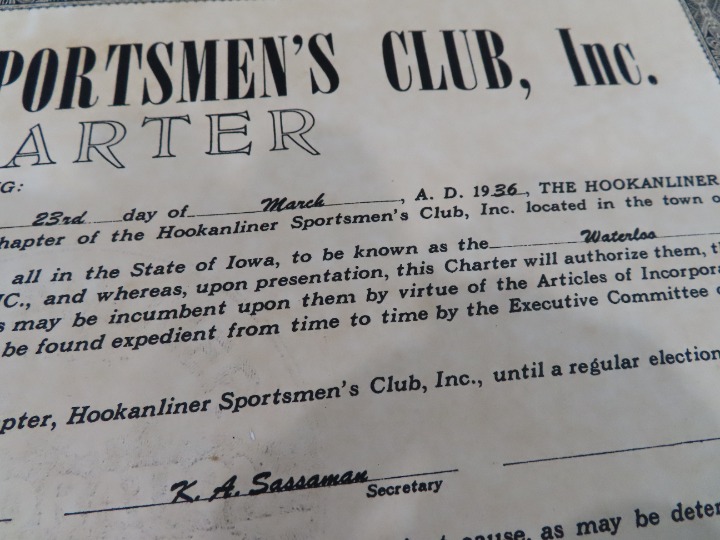 PORTSMEN'S CLUB, Inc.
ARTER
G:
23rd day of March, A. D. 1936, THE HOOKANLINER
hapter of the Hookanliner Sportsmen's Club, Inc. located in the town o
all in the State of Iowa, to be known as the Waterloo
C., and whereas, upon presentation, this Charter will authorize them, t
s may be incumbent upon them by virtue of the Articles of Incorpora
be found expedient from time to time by the Executive Committee o
pter, Hookanliner Sportsmen's Club, Inc., until a regular election
K. A. Sassaman
Secretary
cause, as may be deter